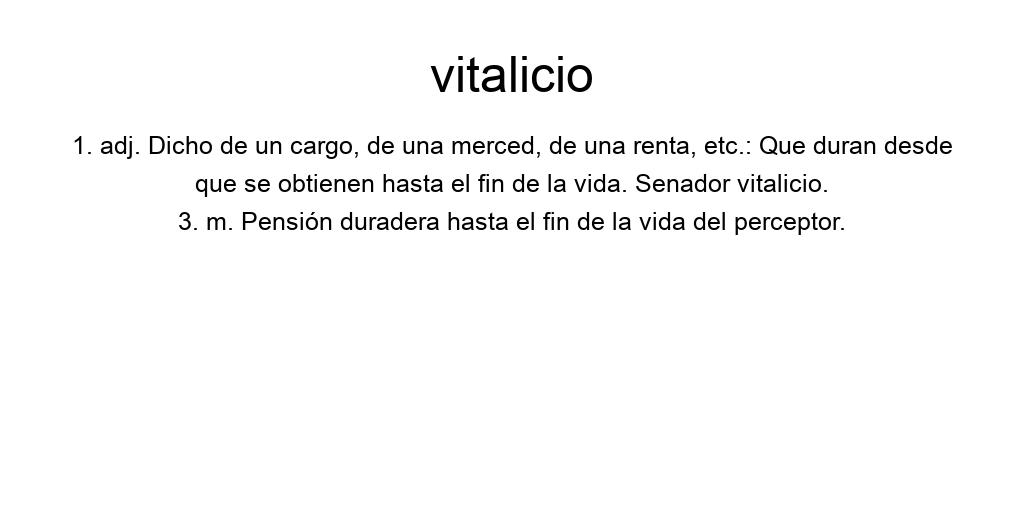 vitalicio
1. adj. Dicho de un cargo, de una merced, de una renta, etc.: Que duran desde
que se obtienen hasta el fin de la vida. Senador vitalicio.
3. m. Pensión duradera hasta el fin de la vida del perceptor.